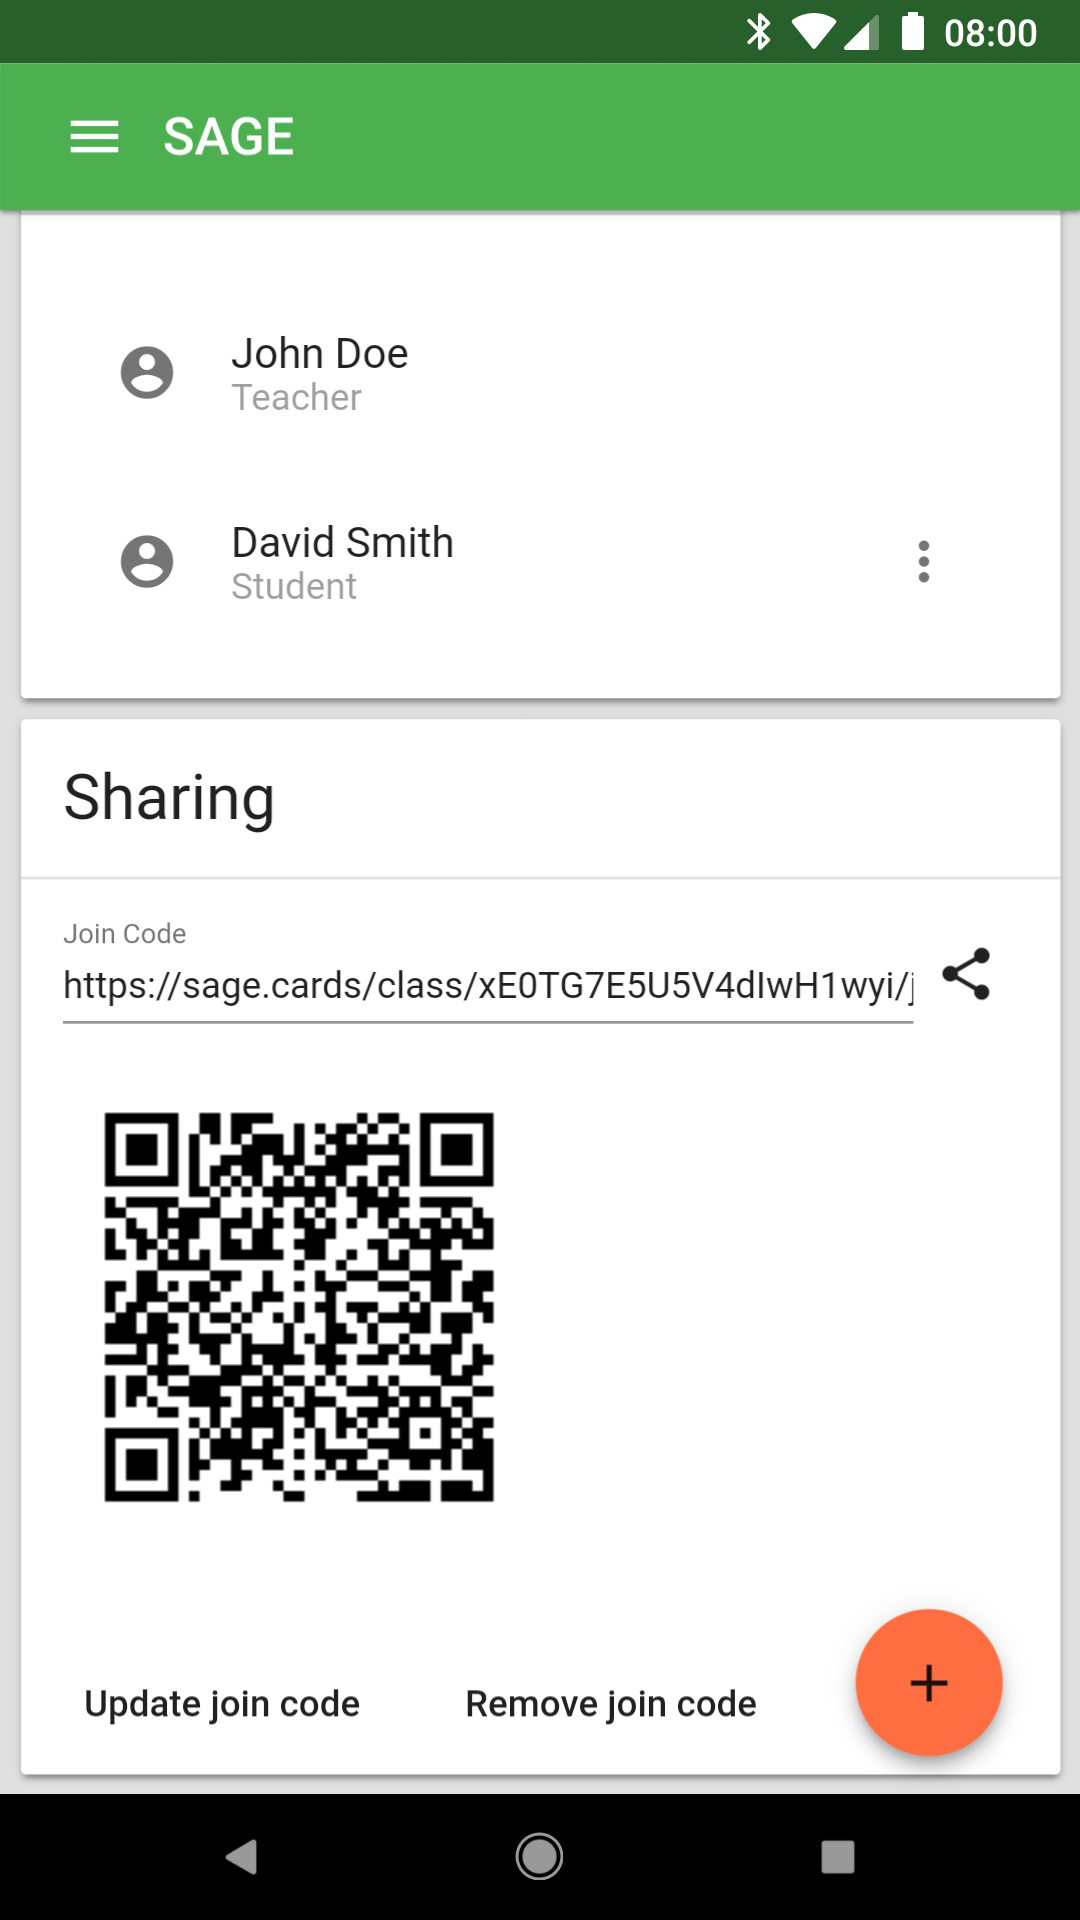 08:00
SAGE
John Doe
Teacher
David Smith
Student
Sharing
Join Code
https://sage.cards/class/xE0TG7E5U5V4dIwH1wyi/j
Update join code
Remove join code